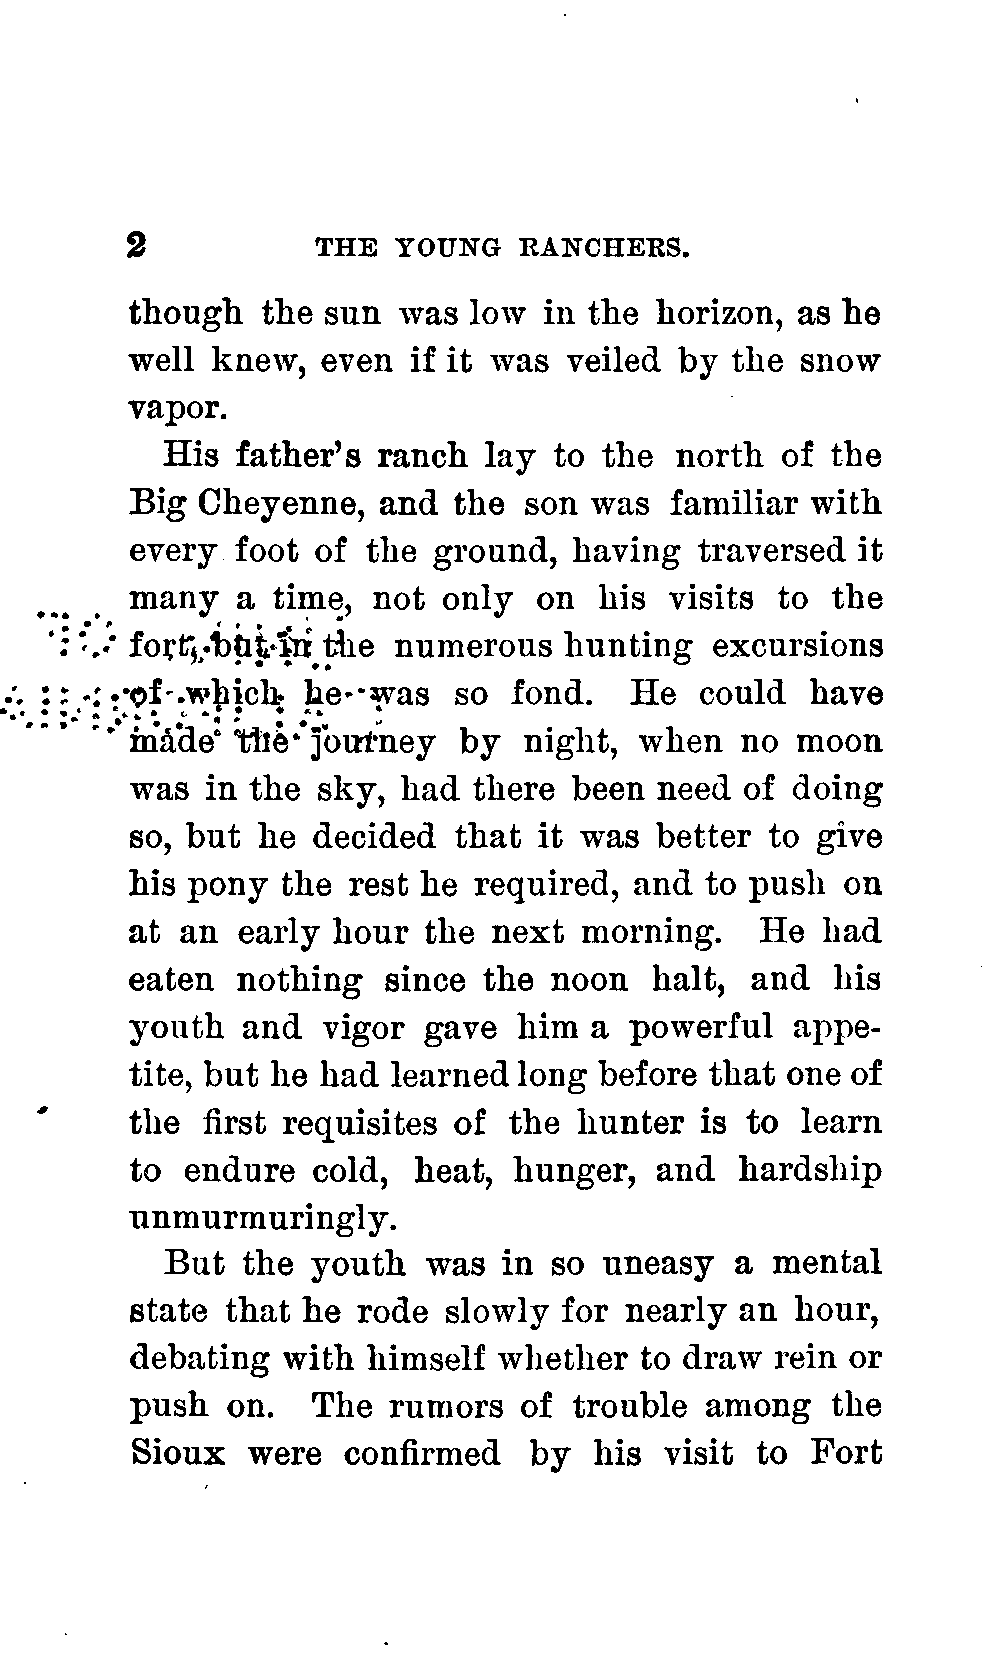 2 THE YOUNG RANCHERS.
though the sun was low in the horizon, as he
well knew, even if it was veiled by the snow
vapor.
His father's ranch lay to the north of the
Big Cheyenne, and the son was familiar with
every foot of the ground, having traversed it
many a time, not only on his visits to the
fort, but in the numerous hunting excursions
of which he was so fond. He could have
made the journey by night, when no moon
was in the sky, had there been need of doing
so, but he decided that it was better to give
his pony the rest he required, and to push on
at an early hour the next morning. He had
eaten nothing since the noon halt, and his
youth and vigor gave him a powerful appe-
tite, but he had learned long before that one of
the first requisites of the hunter is to learn
to endure cold, heat, hunger, and hardship
unmurmuringly.
But the youth was in so uneasy a mental
state that he rode slowly for nearly an hour,
debating with himself whether to draw rein or
push on. The rumors of trouble among the
Sioux were confirmed by his visit to Fort